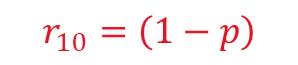 r₁₀ = (1 − p)